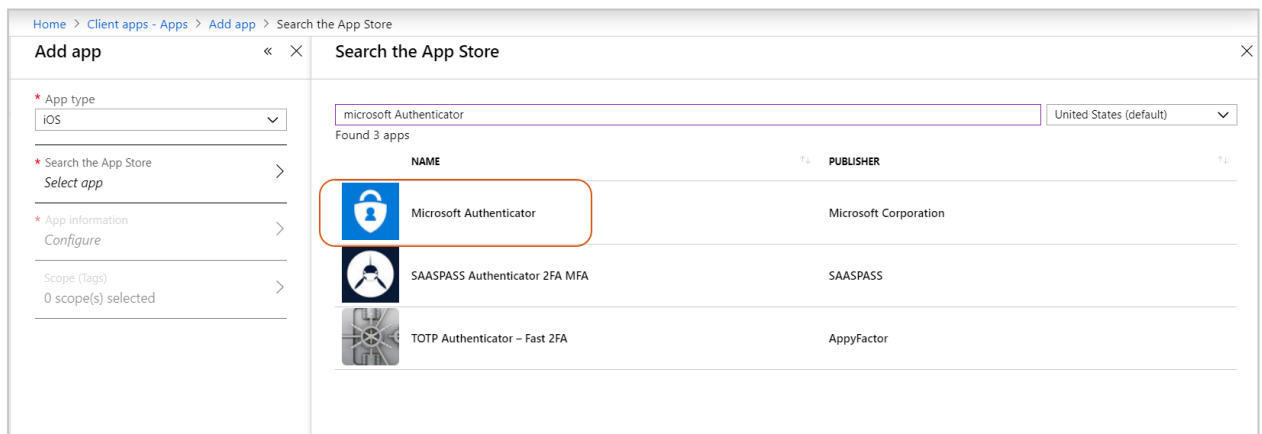 Home > Client apps - Apps > Add app > Search the App Store
Add app
* App type
iOS
* Search the App Store
Select app
* App information
Configure
Scope (Tags)
0 scope(s) selected
Search the App Store
microsoft Authenticator
United States (default)
Found 3 apps
NAME PUBLISHER
Microsoft Authenticator Microsoft Corporation
SAASPASS Authenticator 2FA MFA SAASPASS
TOTP Authenticator – Fast 2FA AppyFactor